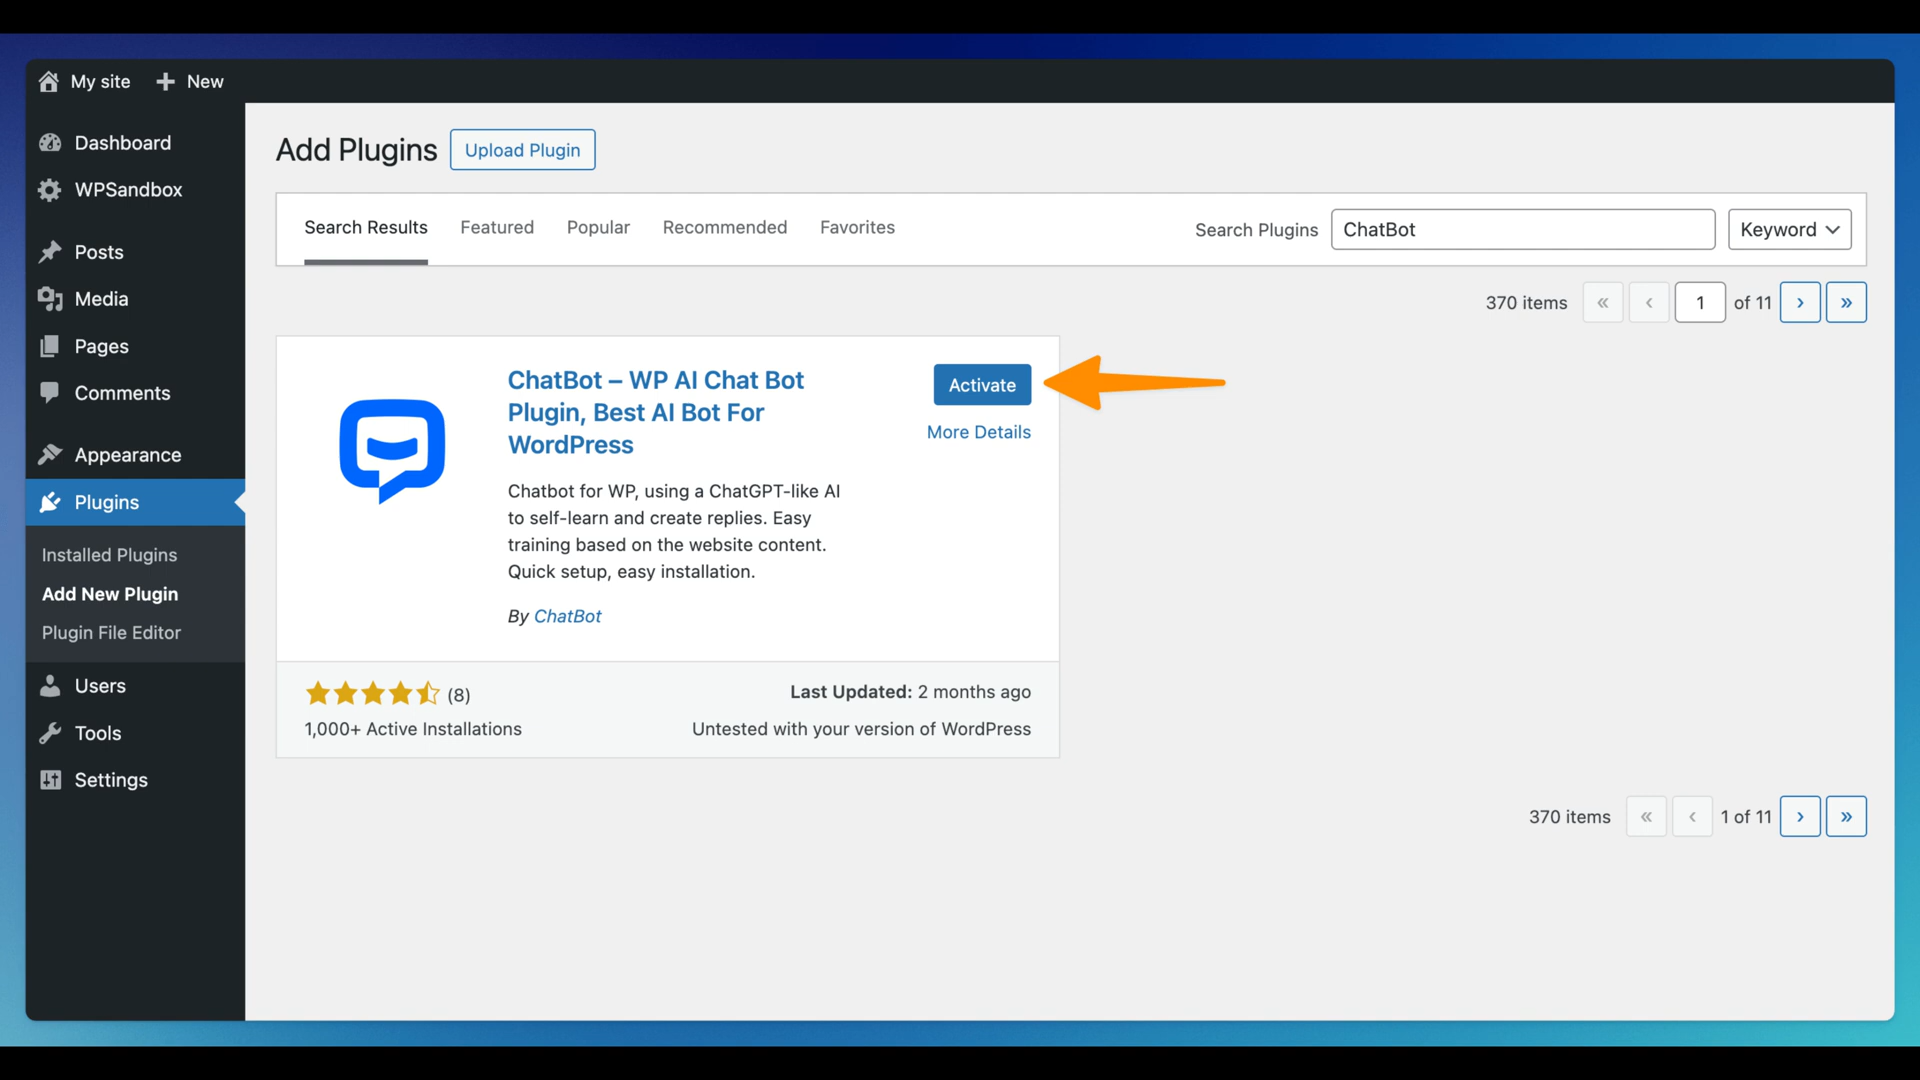 My site
New
Dashboard
WPSandbox
Posts
Media
Pages
Comments
Appearance
Plugins
Installed Plugins
Add New Plugin
Plugin File Editor
Users
Tools
Settings
Add Plugins
Upload Plugin
Search Results Featured Popular Recommended Favorites
Search Plugins ChatBot Keyword
370 items « ‹ 1 of 11 › »
ChatBot – WP AI Chat Bot
Plugin, Best AI Bot For
WordPress
Activate
More Details
Chatbot for WP, using a ChatGPT-like AI
to self-learn and create replies. Easy
training based on the website content.
Quick setup, easy installation.
By ChatBot
(8)
1,000+ Active Installations
Last Updated: 2 months ago
Untested with your version of WordPress
370 items « ‹ 1 of 11 › »